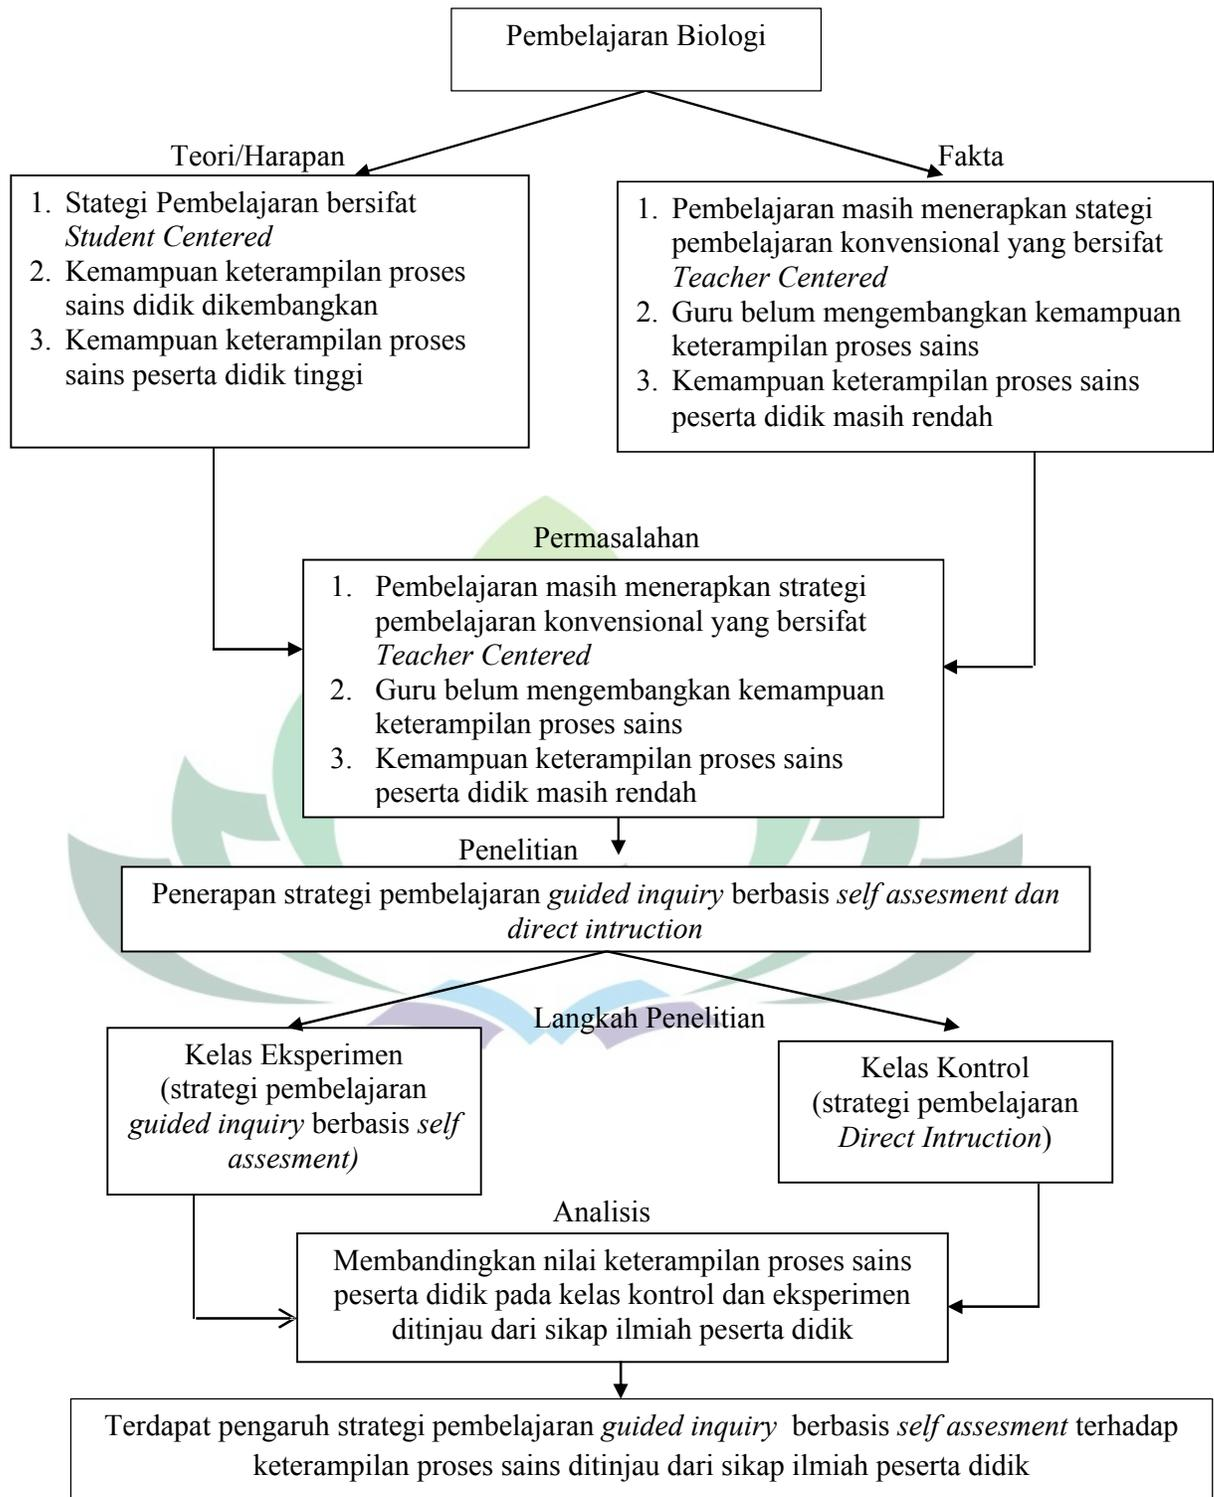 Pembelajaran Biologi
Teori/Harapan
1. Stategi Pembelajaran bersifat
Student Centered
2. Kemampuan keterampilan proses
sains didik dikembangkan
3. Kemampuan keterampilan proses
sains peserta didik tinggi
Fakta
1. Pembelajaran masih menerapkan stategi
pembelajaran konvensional yang bersifat
Teacher Centered
2. Guru belum mengembangkan kemampuan
keterampilan proses sains
3. Kemampuan keterampilan proses sains
peserta didik masih rendah
Permasalahan
1. Pembelajaran masih menerapkan strategi
pembelajaran konvensional yang bersifat
Teacher Centered
2. Guru belum mengembangkan kemampuan
keterampilan proses sains
3. Kemampuan keterampilan proses sains
peserta didik masih rendah
Penelitian
Penerapan strategi pembelajaran guided inquiry berbasis self assesment dan
direct intruction
Langkah Penelitian
Kelas Eksperimen
(strategi pembelajaran
guided inquiry berbasis self
assesment)
Kelas Kontrol
(strategi pembelajaran
Direct Intruction)
Analisis
Membandingkan nilai keterampilan proses sains
peserta didik pada kelas kontrol dan eksperimen
ditinjau dari sikap ilmiah peserta didik
Terdapat pengaruh strategi pembelajaran guided inquiry berbasis self assesment terhadap
keterampilan proses sains ditinjau dari sikap ilmiah peserta didik